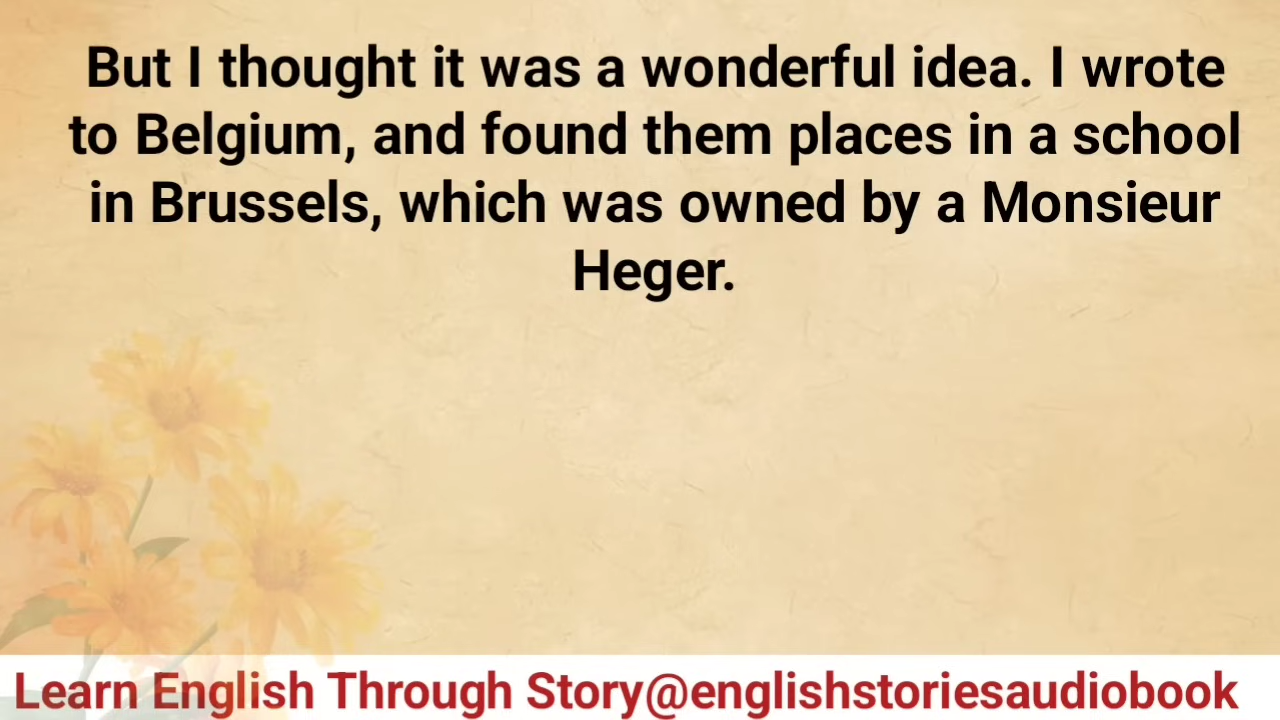 But I thought it was a wonderful idea. I wrote
to Belgium, and found them places in a school
in Brussels, which was owned by a Monsieur
Heger.
Learn English Through Story@englishstoriesaudiobook